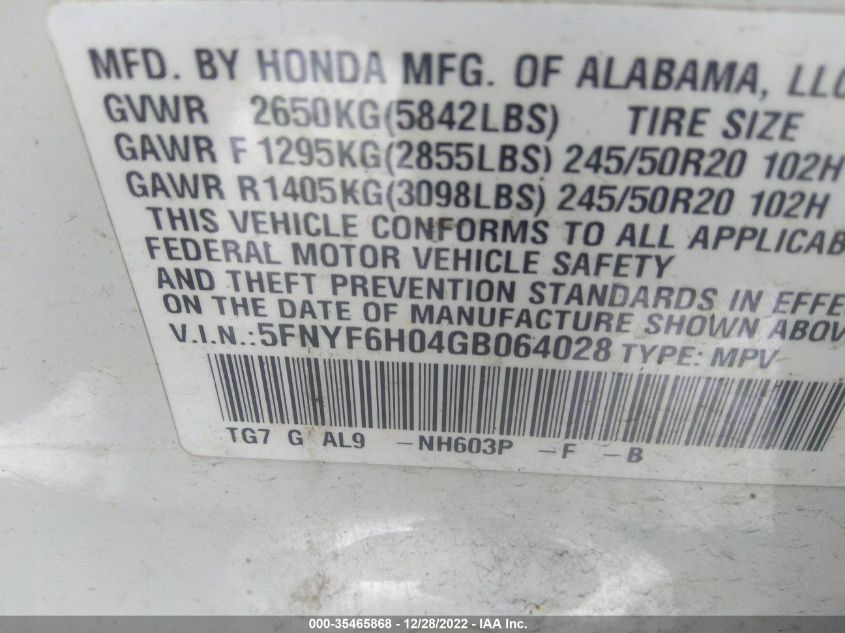 MFD. BY HONDA MFG. OF ALABAMA, LLC
GVWR 2650KG(5842LBS) TIRE SIZE
GAWR F 1295KG(2855LBS) 245/50R20 102H
GAWR R1405KG(3098LBS) 245/50R20 102H
THIS VEHICLE CONFORMS TO ALL APPLICAB
FEDERAL MOTOR VEHICLE SAFETY
AND THEFT PREVENTION STANDARDS IN EFFE
ON THE DATE OF MANUFACTURE SHOWN ABOV
V.I.N.:5FNYF6H04GB064028 TYPE: MPV
TG7 G AL9 -NH603P -F -B
000-35465868 - 12/28/2022 - IAA Inc.